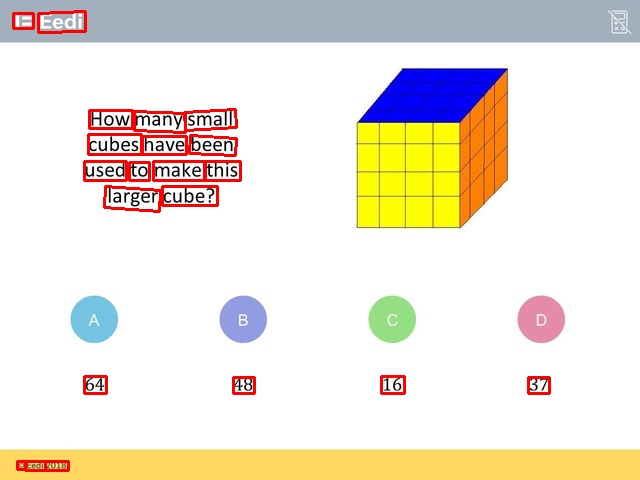 Eedi
How many small
cubes have been
used to make this
larger cube?
A
B
C
D
64
48
16
37
© Eedi 2018